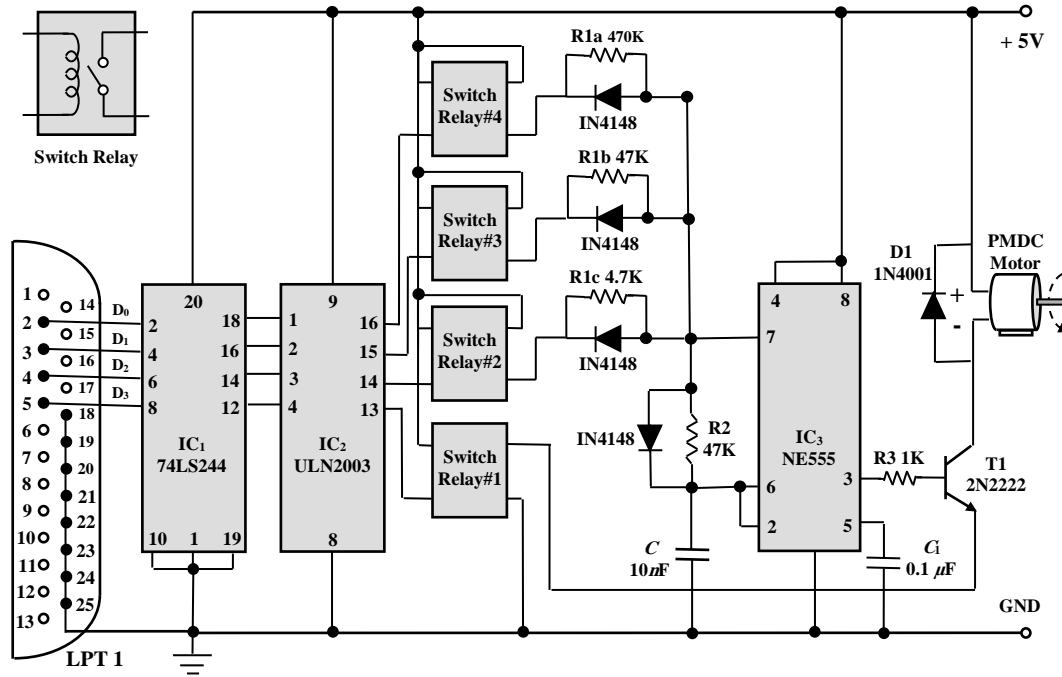 + 5V
Switch Relay
R1a 470K
IN4148
Switch
Relay#4
R1b 47K
IN4148
Switch
Relay#3
R1c 4.7K
IN4148
Switch
Relay#2
Switch
Relay#1
IN4148
R2
47K
C
10nF
1
2
3
4
5
6
7
8
9
10
11
12
13
14
15
16
17
18
19
20
21
22
23
24
25
LPT 1
D0
D1
D2
D3
20
2
4
6
8
18
16
14
12
IC1
74LS244
10
1
19
9
1
2
3
4
16
15
14
13
IC2
ULN2003
8
4
8
7
IC3
NE555
6
2
3
5
R3 1K
C1
0.1 μF
T1
2N2222
D1
1N4001
+
-
PMDC
Motor
GND